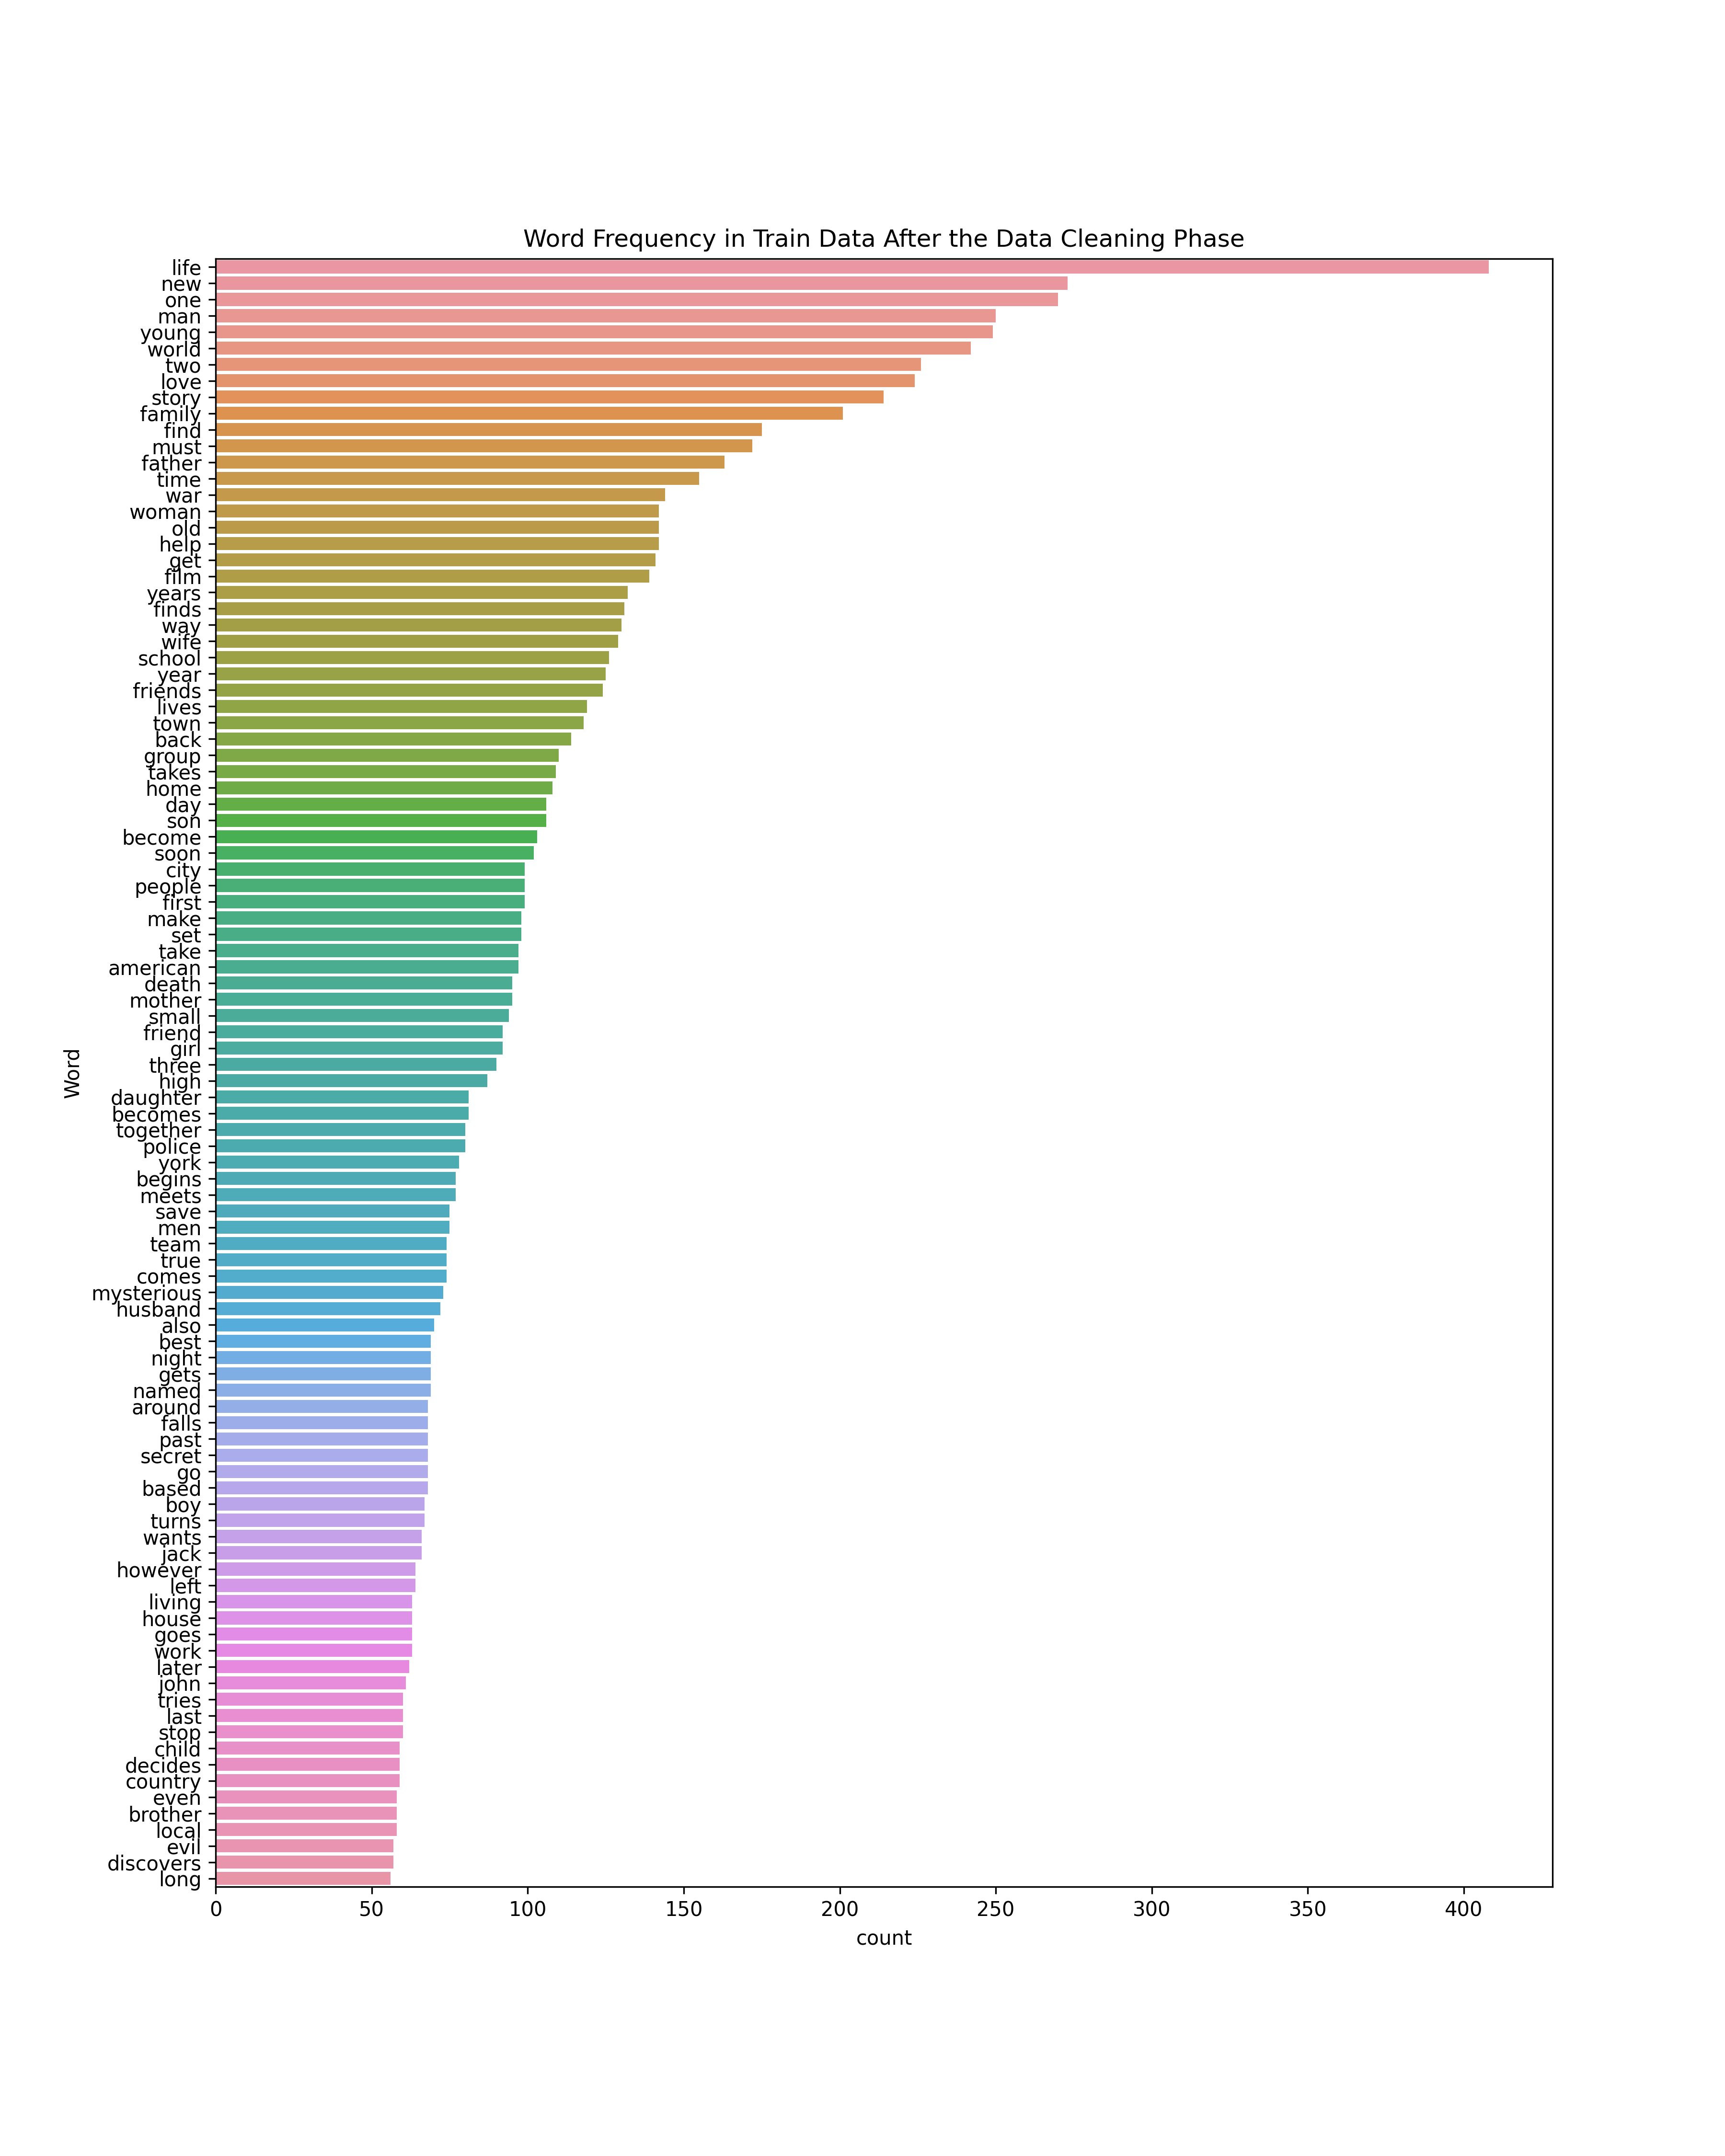 Word Frequency in Train Data After the Data Cleaning Phase
life
new
one
man
young
world
two
love
story
family
find
must
father
time
war
woman
old
help
get
film
years
finds
way
wife
school
year
friends
lives
town
back
group
takes
home
day
son
become
soon
city
people
first
make
set
take
american
death
mother
small
friend
girl
three
high
daughter
becomes
together
police
york
begins
meets
save
men
team
true
comes
mysterious
husband
also
best
night
gets
named
around
falls
past
secret
go
based
boy
turns
wants
jack
however
left
living
house
goes
work
later
john
tries
last
stop
child
decides
country
even
brother
local
evil
discovers
long
Word
0 50 100 150 200 250 300 350 400
count